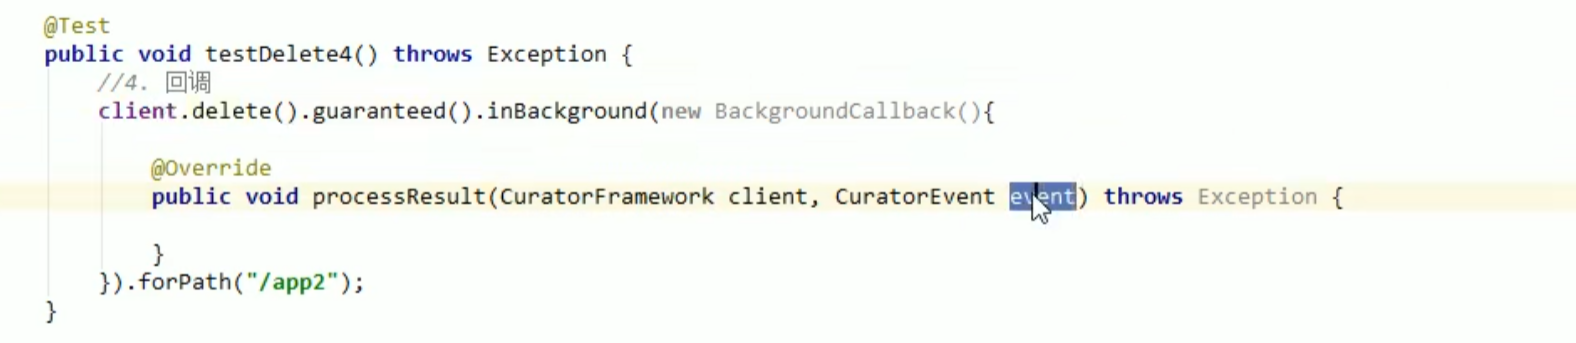 @Test
public void testDelete4() throws Exception {
//4. 回调
client.delete().guaranteed().inBackground(new BackgroundCallback(){
@Override
public void processResult(CuratorFramework client, CuratorEvent event) throws Exception {
}
}).forPath("/app2");
}